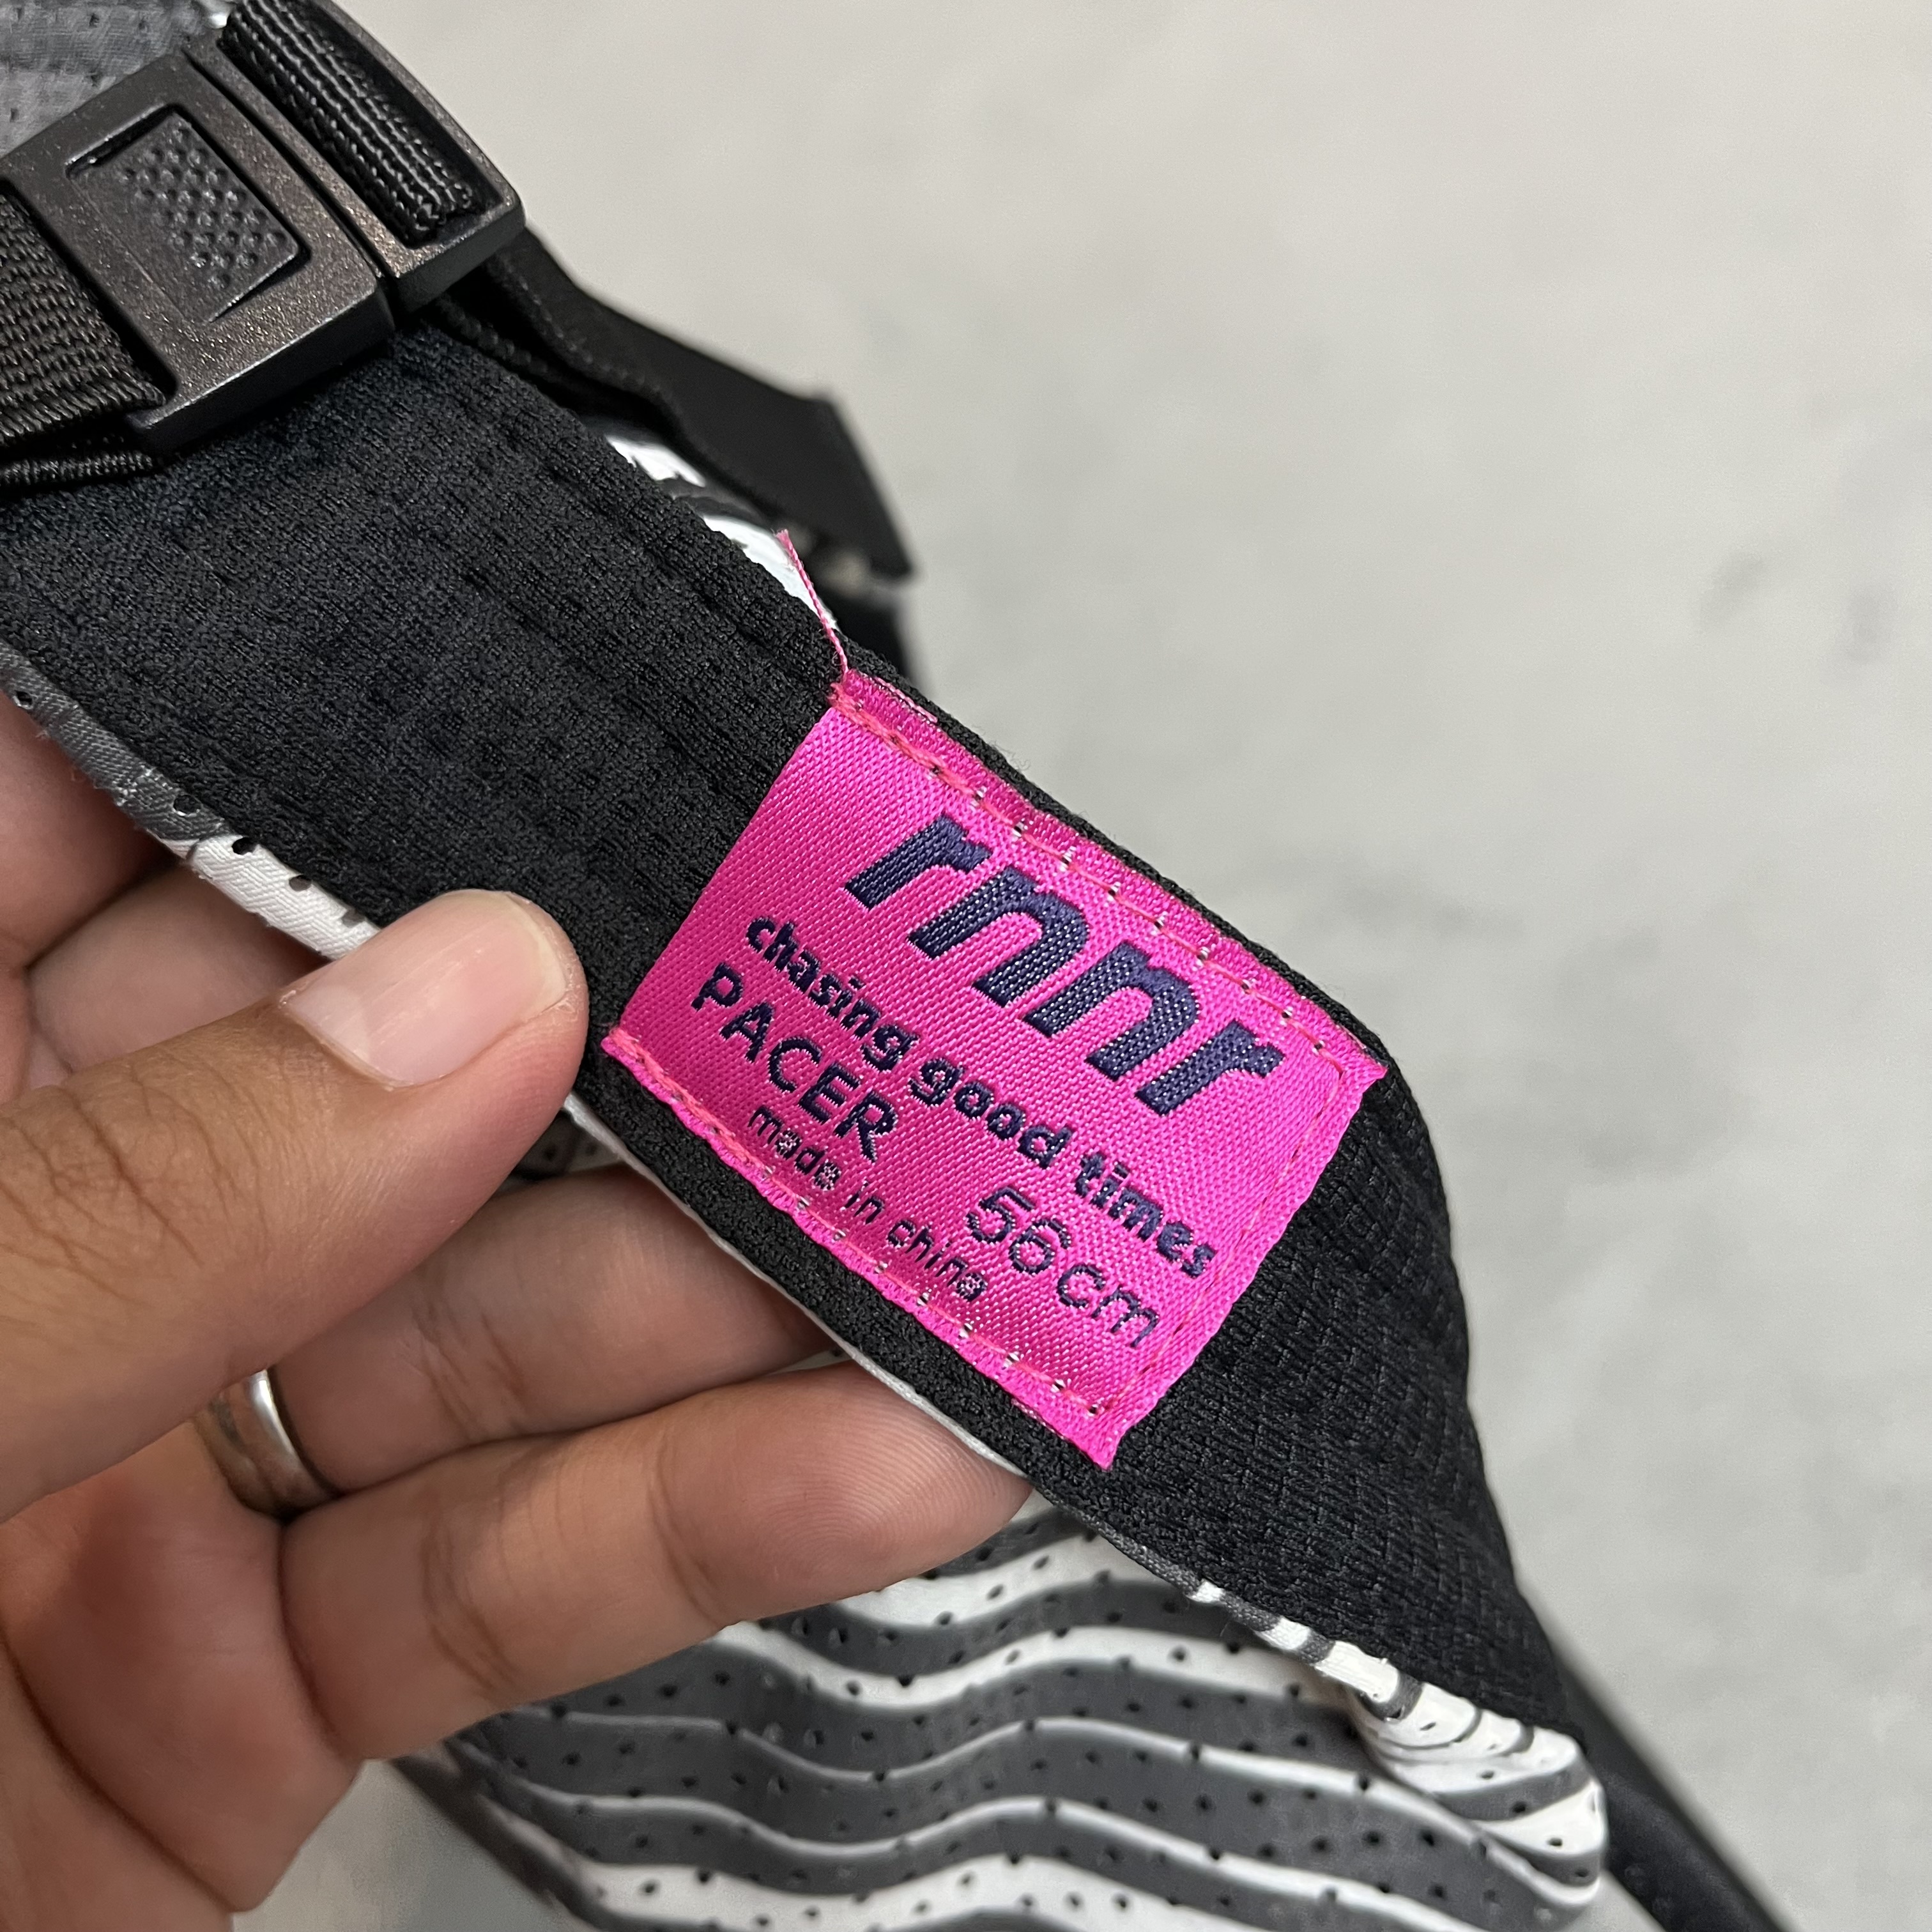 rnnr
chasing good times
PACER 56cm
made in china